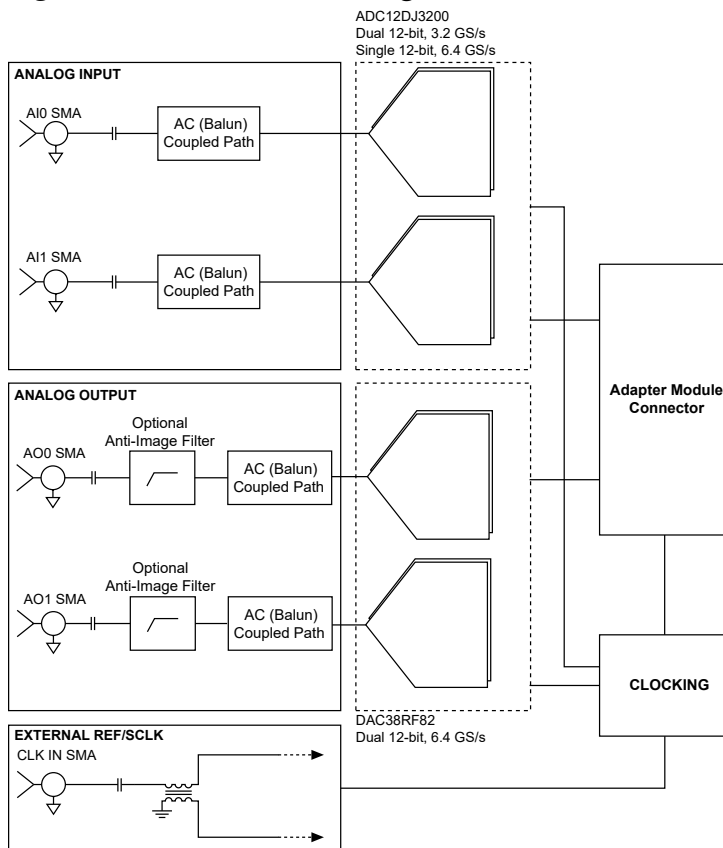 ADC12DJ3200
Dual 12-bit, 3.2 GS/s
Single 12-bit, 6.4 GS/s
ANALOG INPUT
AI0 SMA
AC (Balun)
Coupled Path
AI1 SMA
AC (Balun)
Coupled Path
ANALOG OUTPUT
Optional
Anti-Image Filter
AO0 SMA
AC (Balun)
Coupled Path
Optional
Anti-Image Filter
AO1 SMA
AC (Balun)
Coupled Path
Adapter Module
Connector
CLOCKING
DAC38RF82
Dual 12-bit, 6.4 GS/s
EXTERNAL REF/SCLK
CLK IN SMA